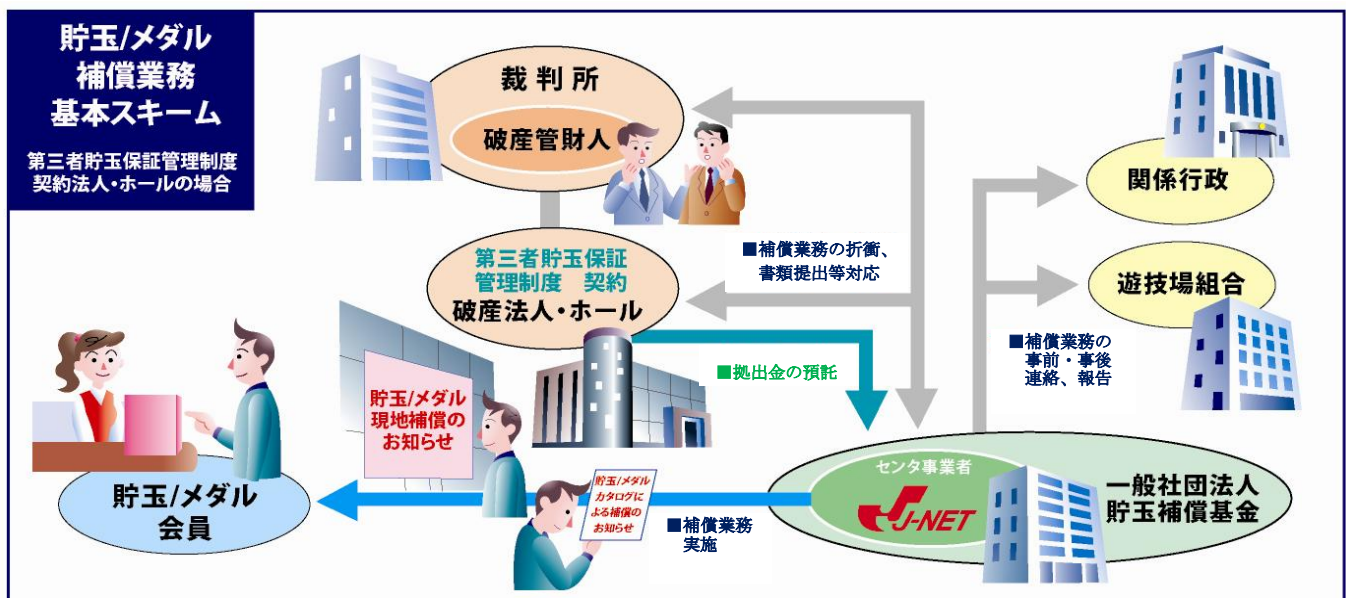 貯玉/メダル
補償業務
基本スキーム
第三者貯玉保証管理制度
契約法人・ホールの場合
裁判所
破産管財人
関係行政
第三者貯玉保証
管理制度 契約
破産法人・ホール
■補償業務の折衝、
書類提出等対応
遊技場組合
■補償業務の
事前・事後
連絡、報告
■拠出金の預託
貯玉/メダル
現地補償の
お知らせ
貯玉/メダル
カタログに
よる補償の
お知らせ
貯玉/メダル
会員
■補償業務
実施
センタ事業者
J-NET
一般社団法人
貯玉補償基金